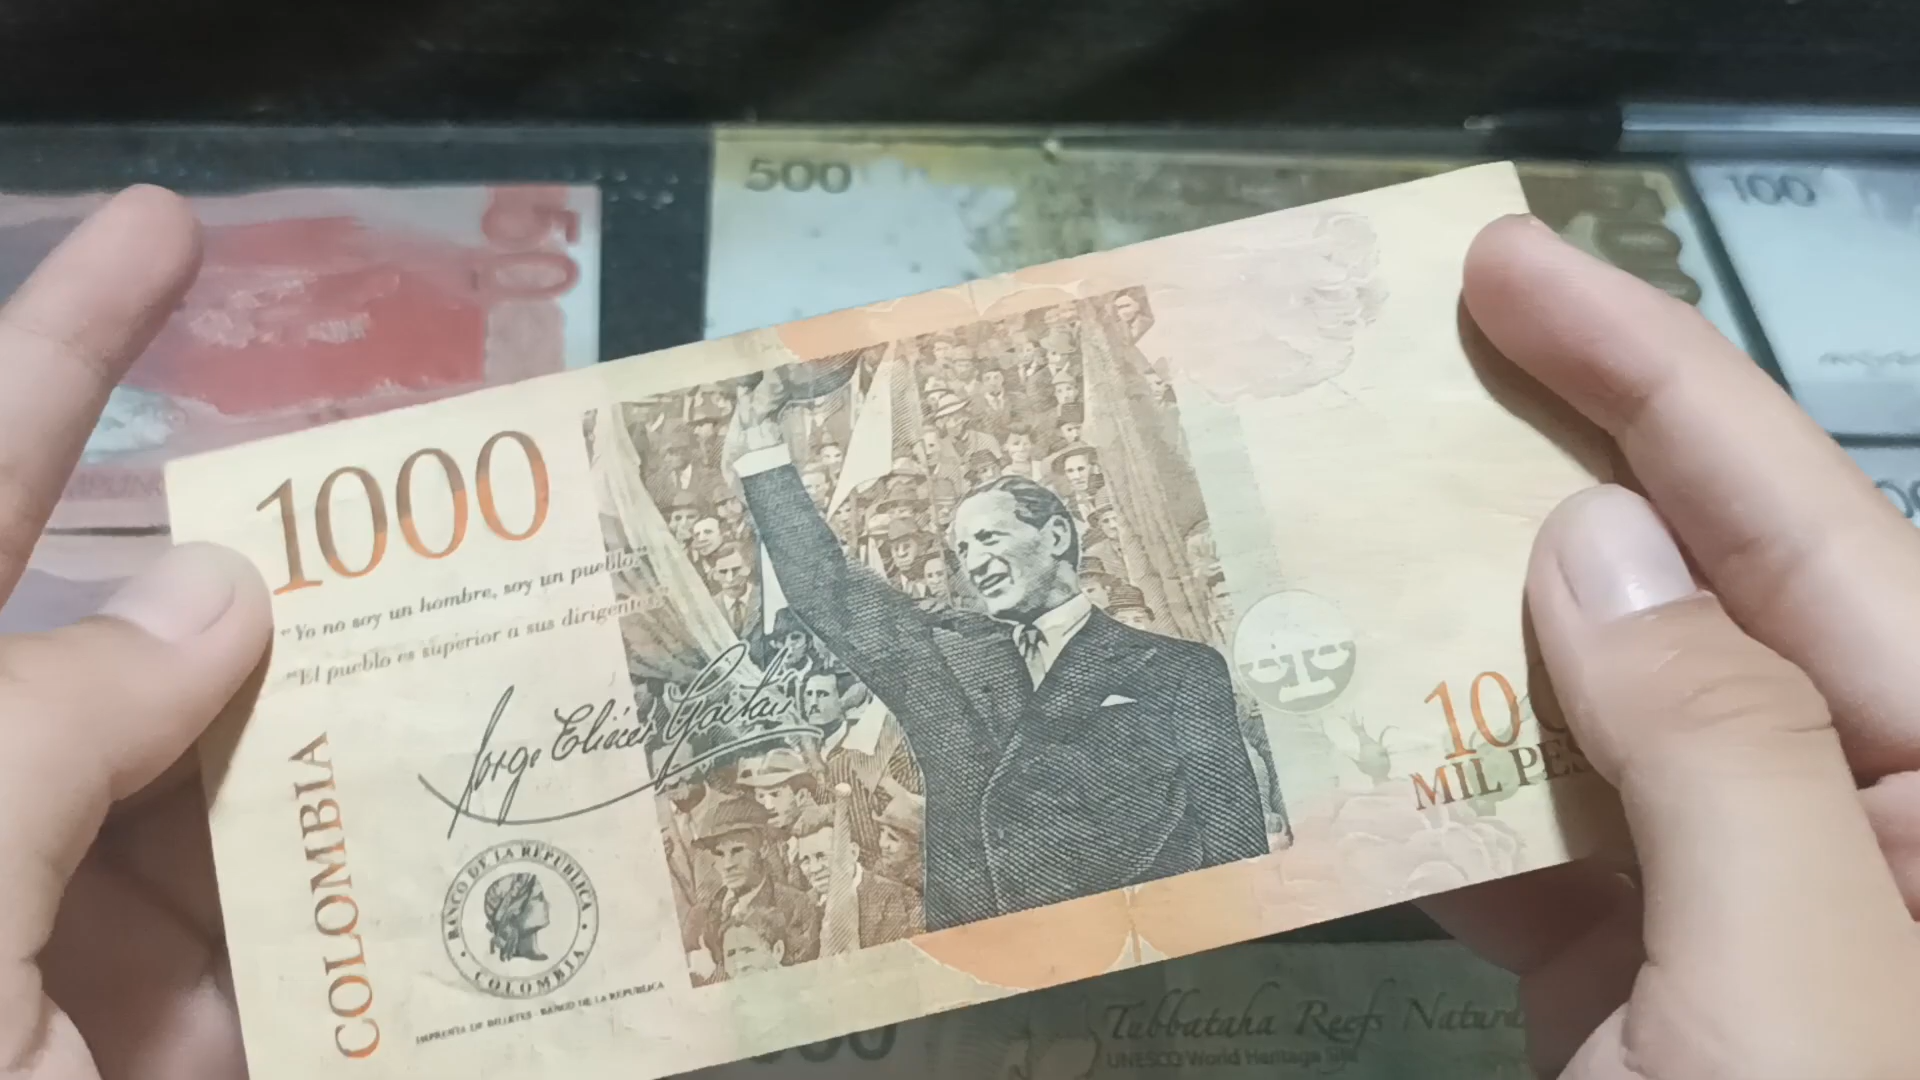 500
50
100
1000
"Yo no soy un hombre, soy un pueblo."
"El pueblo es superior a sus dirigentes."
Jorge Eliécer Gaitán
COLOMBIA
BANCO DE LA REPUBLICA
COLOMBIA
IMPRENTA DE BILLETES - BANCO DE LA REPUBLICA
MIL PES
Tubbataha Reefs Natura
UNESCO World Heritage Site